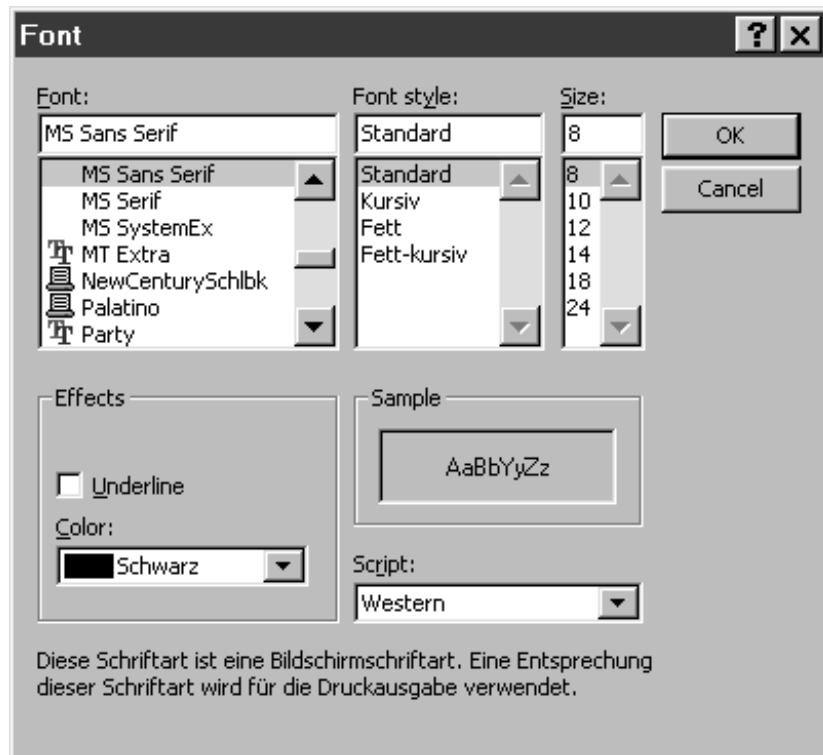 Font
Font:
MS Sans Serif
MS Sans Serif
MS Serif
MS SystemEx
MT Extra
NewCenturySchlbk
Palatino
Party
Font style:
Standard
Standard
Kursiv
Fett
Fett-kursiv
Size:
8
8
10
12
14
18
24
OK
Cancel
Effects
Underline
Color:
Schwarz
Sample
AaBbYyZz
Script:
Western
Diese Schriftart ist eine Bildschirmschriftart. Eine Entsprechung
dieser Schriftart wird für die Druckausgabe verwendet.